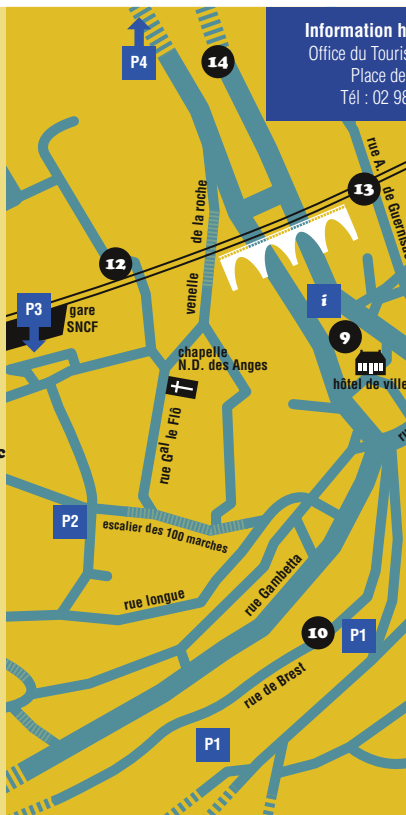 Information h
Office du Touris
Place de
Tél : 02 98
P4
14
rue A.
de Guernis
13
venelle de la roche
12
P3
gare
SNCF
i
9
chapelle
N.D. des Anges
hôtel de ville
rue Gal le Flô
ru
P2
escalier des 100 marches
rue longue
rue Gambetta
10
P1
rue de Brest
P1